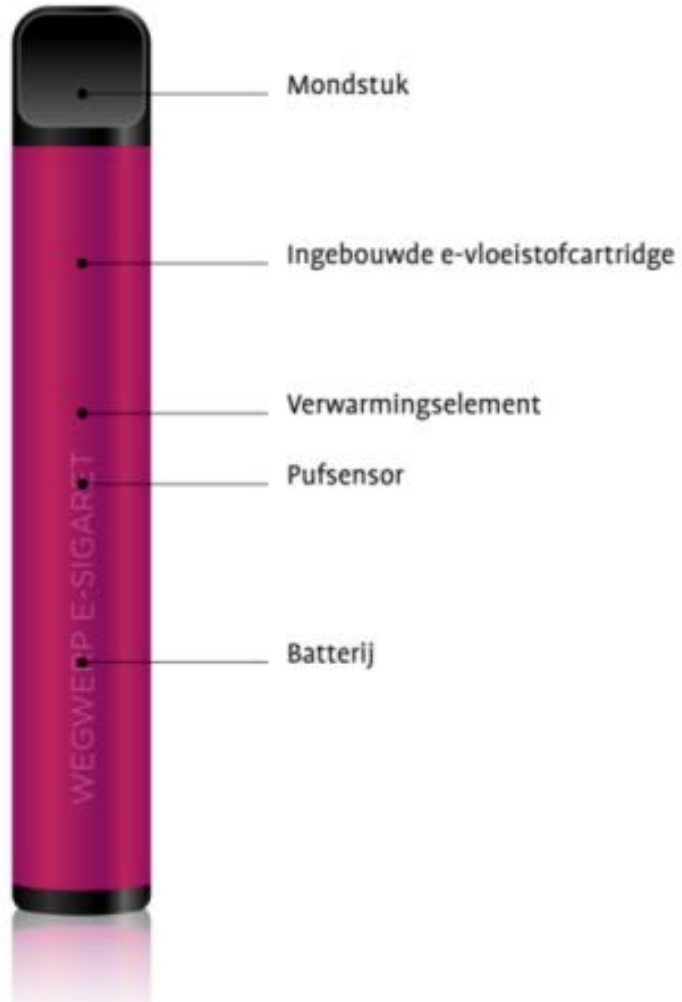 Mondstuk
Ingebouwde e-vloeistofcartridge
Verwarmingselement
Pufsensor
Batterij
WEGWERP E-SIGARET